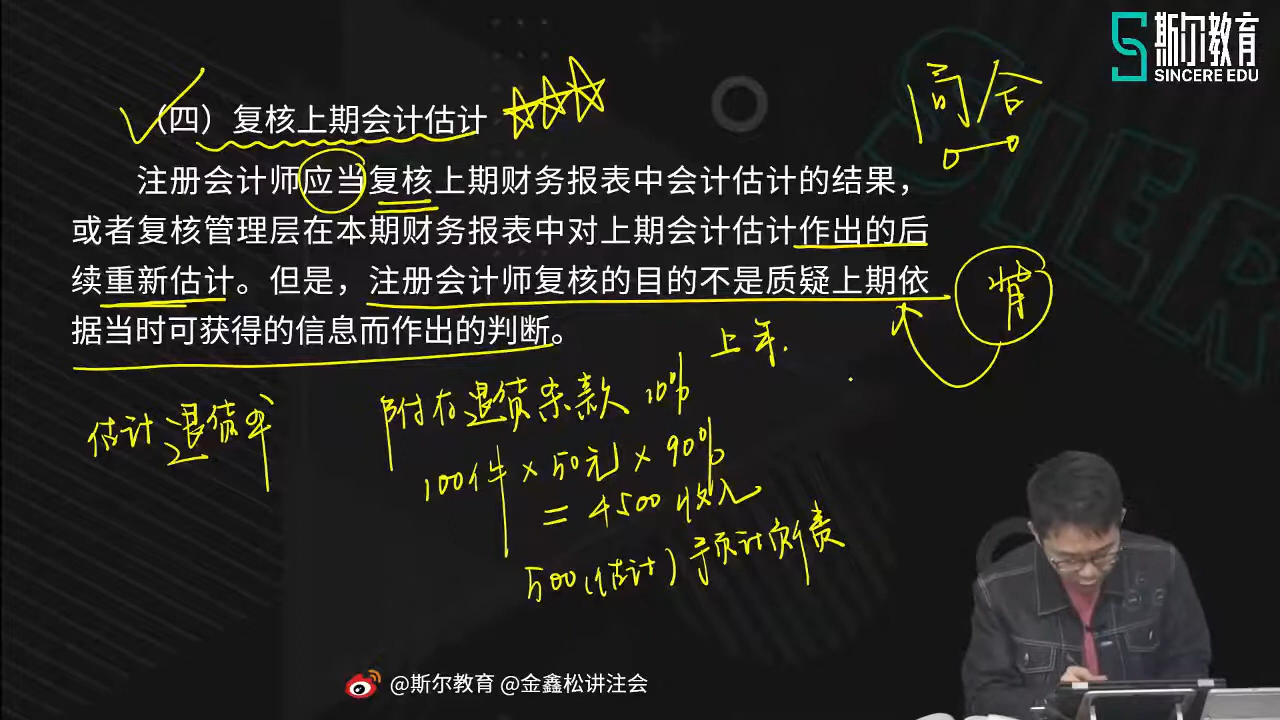 斯尔教育
SINCERE EDU
（四）复核上期会计估计
简/合
注册会计师应当复核上期财务报表中会计估计的结果，
或者复核管理层在本期财务报表中对上期会计估计作出的后
续重新估计。但是，注册会计师复核的目的不是质疑上期依
据当时可获得的信息而作出的判断。
背
上年.
估计退货率
附有退货条款 10%
100件×50元×90%
=4500收入
500(估计)预计负责
@斯尔教育 @金鑫松讲注会